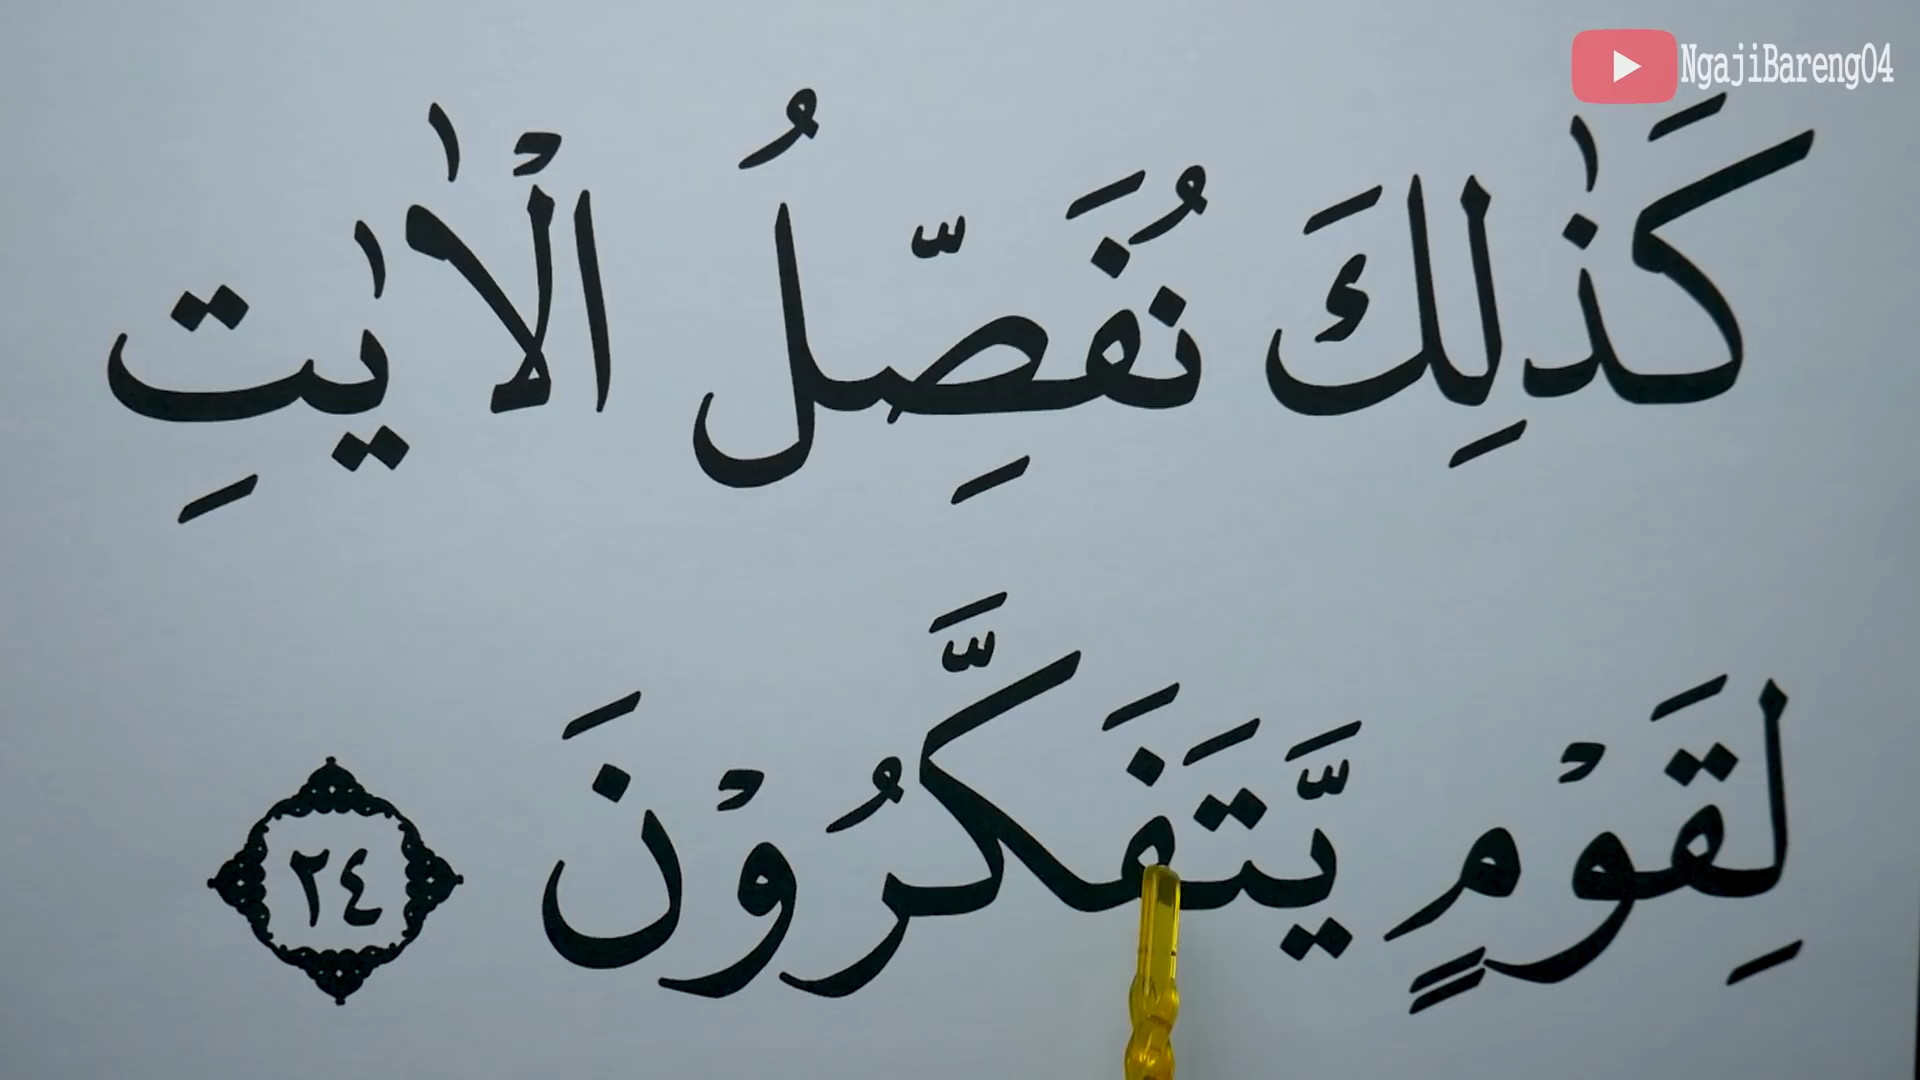 NgajiBareng04
كَذٰلِكَ نُفَصِّلُ الْاٰيٰتِ
لِقَوْمٍ يَّتَفَكَّرُوْنَ ٢٤